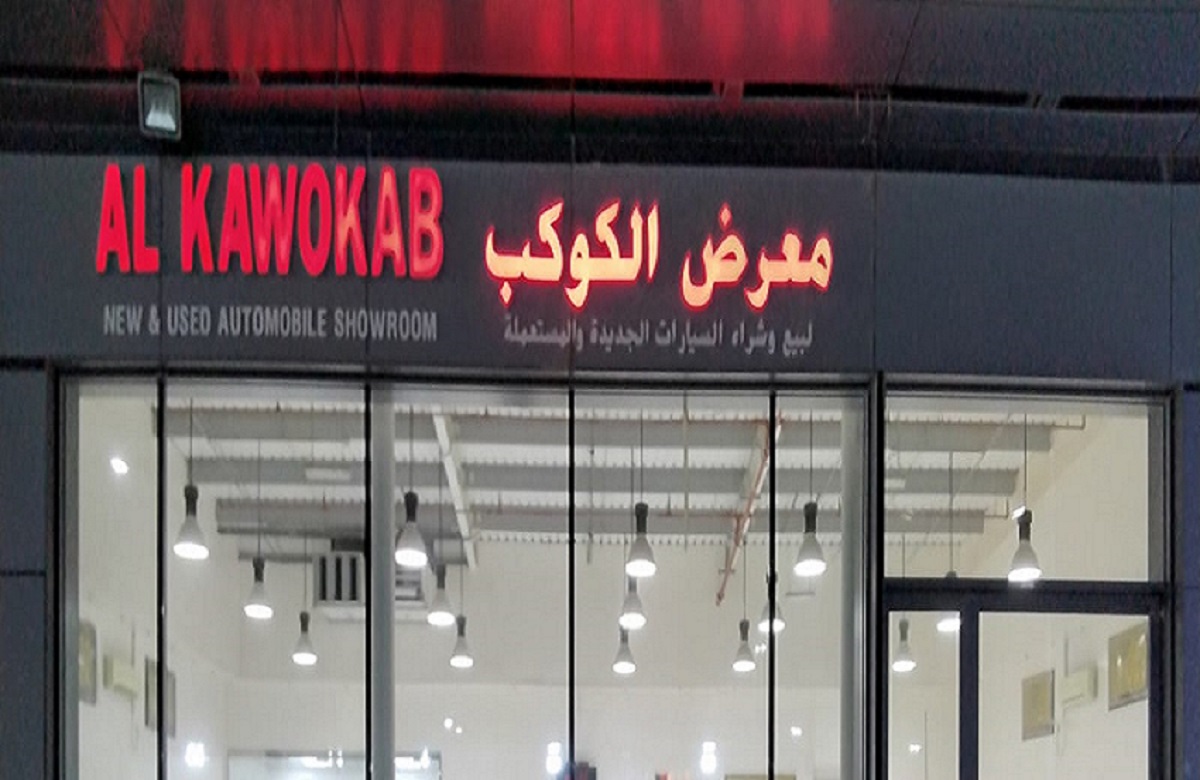 AL KAWOKAB
معرض الكوكب
NEW & USED AUTOMOBILE SHOWROOM
لبيع وشراء السيارات الجديدة والمستعملة